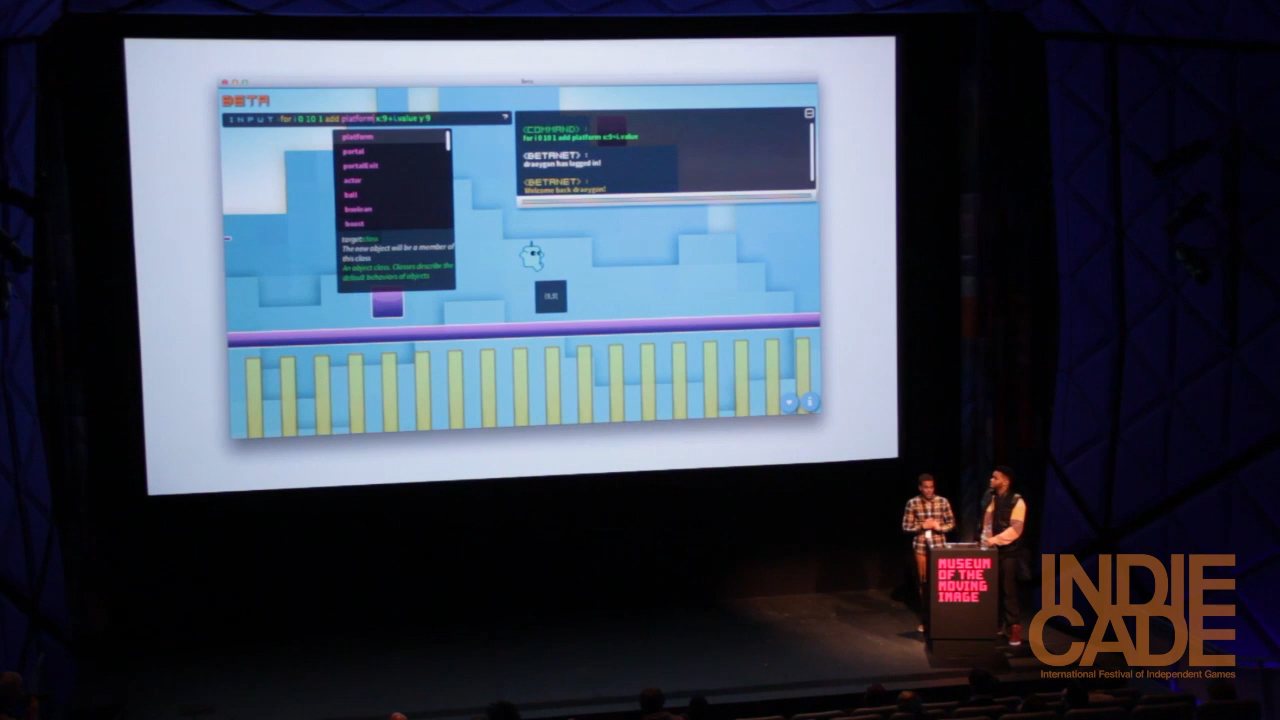 Beta
BETA
INPUT for i 0 10 1 add platform x:9+i.value y 9
?
platform
portal
portalExit
actor
ball
boolean
boost
target:class
The new object will be a member of
this class
An object class. Classes describe the
default behaviors of objects
<COMMAND> :
for i 0 10 1 add platform x:9+i.value
<BETANET> :
draeygun has logged in!
<BETANET> :
Welcome back draeygun!
MUSEUM
OF THE
MOVING
IMAGE
INDIE
CADE
International Festival of Independent Games